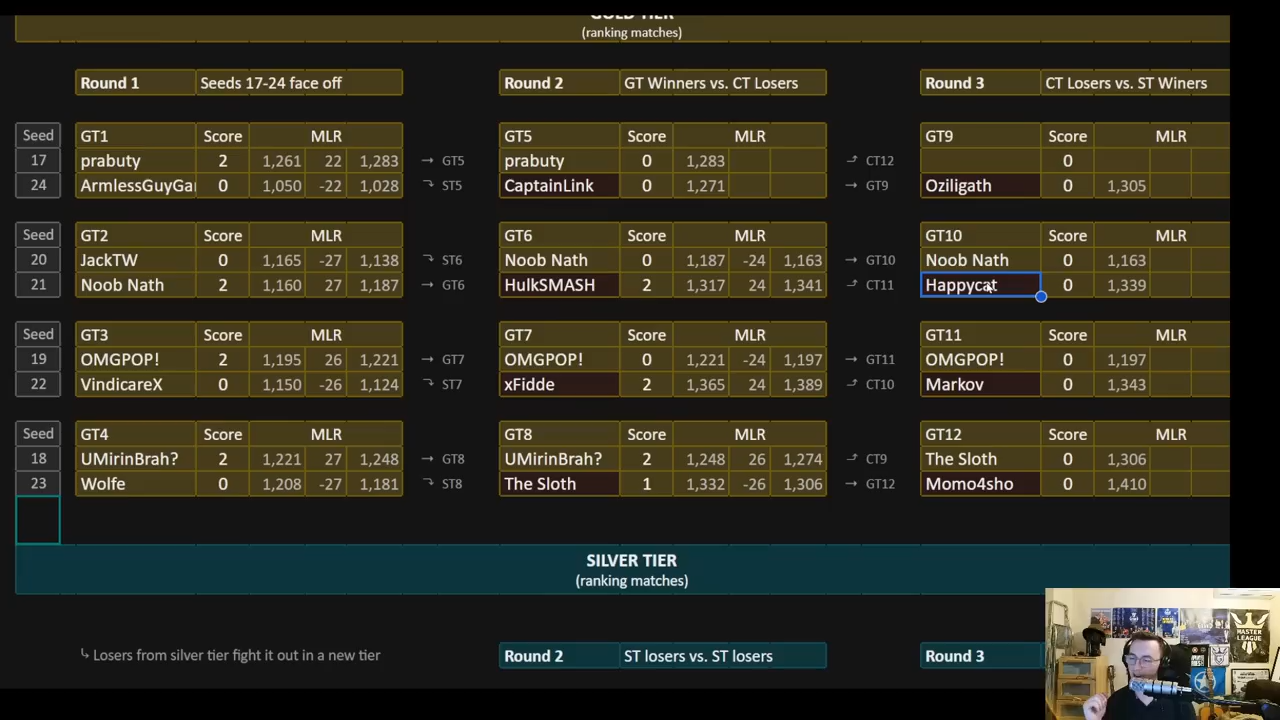 GOLD TIER
(ranking matches)
Round 1 Seeds 17-24 face off Round 2 GT Winners vs. CT Losers Round 3 CT Losers vs. ST Winers
Seed GT1 Score MLR GT5 Score MLR GT9 Score MLR
17 prabuty 2 1,261 22 1,283 → GT5 prabuty 0 1,283 CT12 0
24 ArmlessGuyGa 0 1,050 -22 1,028 ST5 CaptainLink 0 1,271 → GT9 Oziligath 0 1,305
Seed GT2 Score MLR GT6 Score MLR GT10 Score MLR
20 JackTW 0 1,165 -27 1,138 ST6 Noob Nath 0 1,187 -24 1,163 → GT10 Noob Nath 0 1,163
21 Noob Nath 2 1,160 27 1,187 → GT6 HulkSMASH 2 1,317 24 1,341 CT11 Happycat 0 1,339
Seed GT3 Score MLR GT7 Score MLR GT11 Score MLR
19 OMGPOP! 2 1,195 26 1,221 → GT7 OMGPOP! 0 1,221 -24 1,197 → GT11 OMGPOP! 0 1,197
22 VindicareX 0 1,150 -26 1,124 ST7 xFidde 2 1,365 24 1,389 CT10 Markov 0 1,343
Seed GT4 Score MLR GT8 Score MLR GT12 Score MLR
18 UMirinBrah? 2 1,221 27 1,248 → GT8 UMirinBrah? 2 1,248 26 1,274 CT9 The Sloth 0 1,306
23 Wolfe 0 1,208 -27 1,181 ST8 The Sloth 1 1,332 -26 1,306 → GT12 Momo4sho 0 1,410
SILVER TIER
(ranking matches)
Losers from silver tier fight it out in a new tier Round 2 ST losers vs. ST losers Round 3
MASTER
LEAGUE